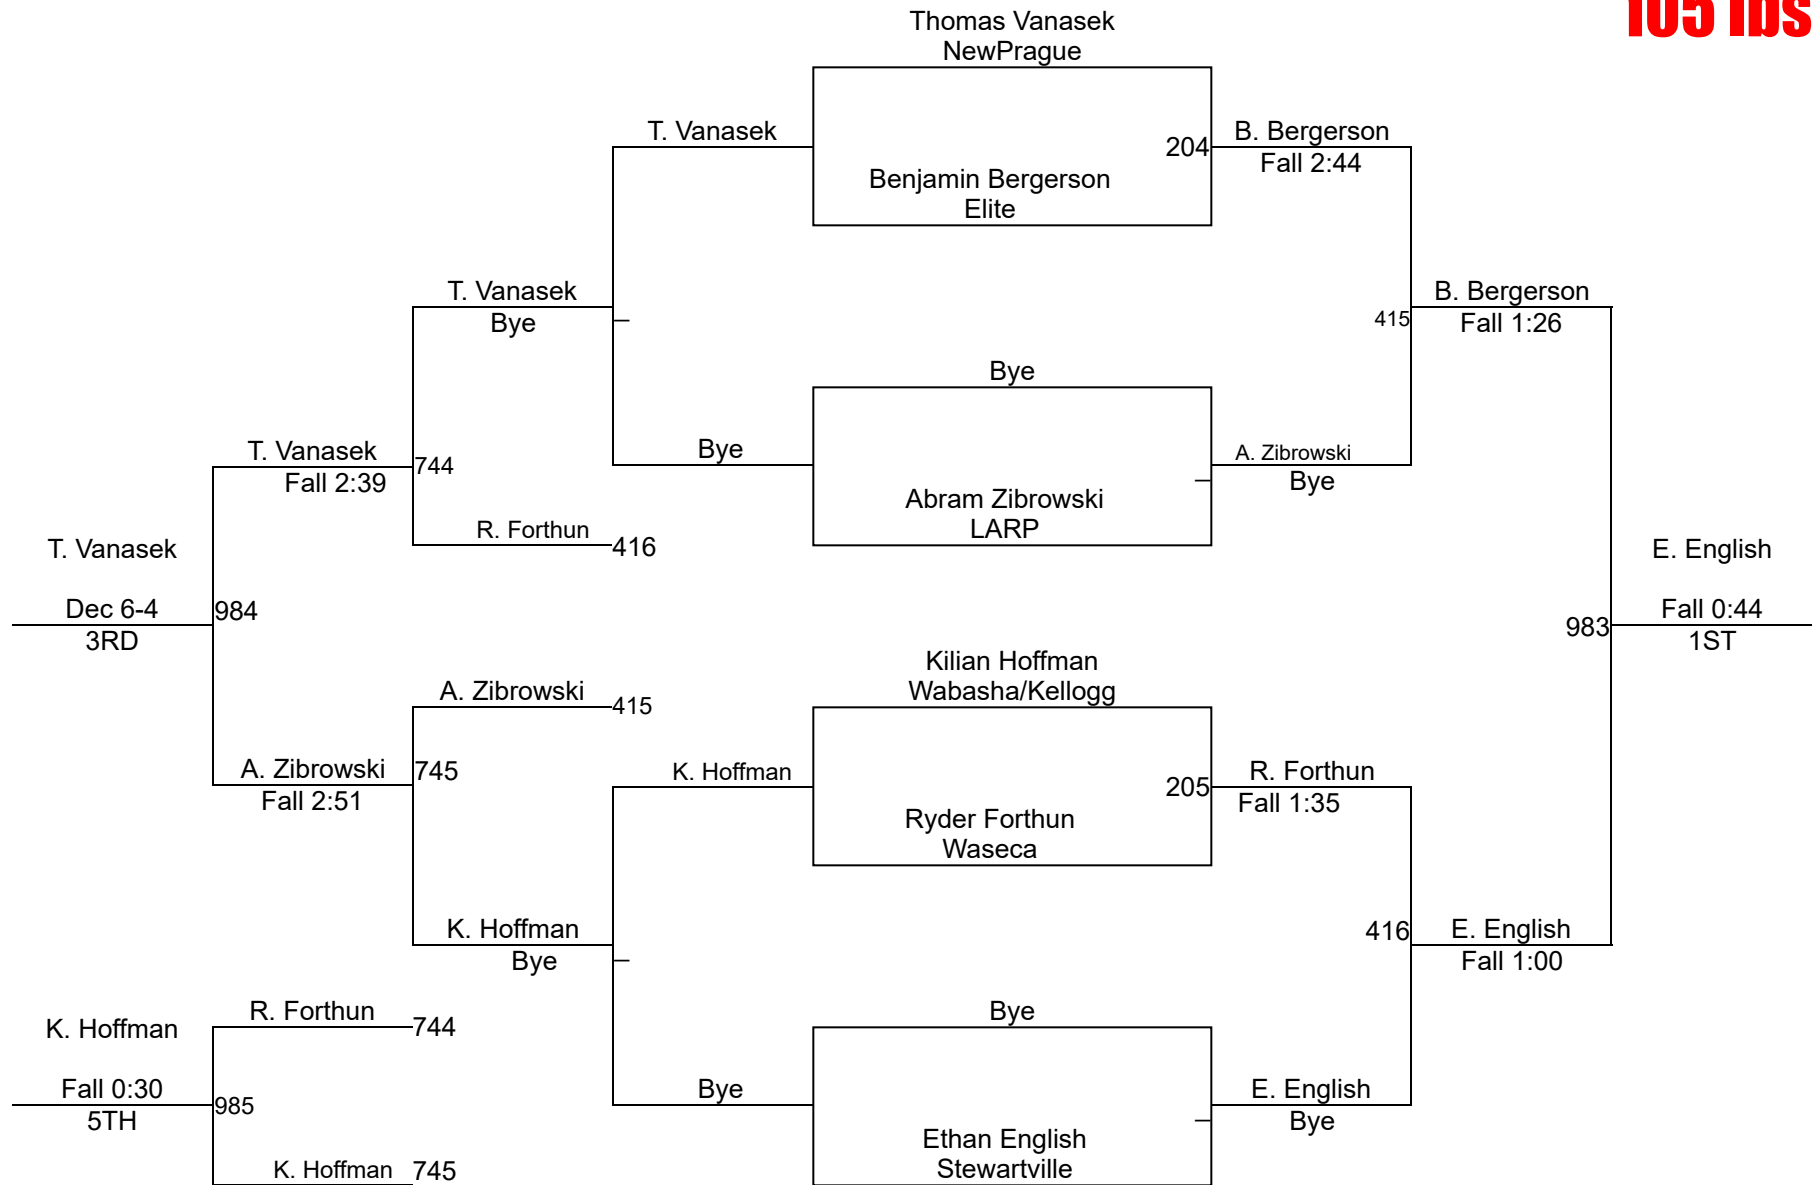 105 lbs
Thomas Vanasek
NewPrague
T. Vanasek
204
B. Bergerson
Fall 2:44
Benjamin Bergerson
Elite
T. Vanasek
Bye
B. Bergerson
415
Fall 1:26
Bye
T. Vanasek
Fall 2:39
744
Bye
A. Zibrowski
Bye
Abram Zibrowski
LARP
R. Forthun
416
T. Vanasek
E. English
Dec 6-4
984
3RD
Fall 0:44
983
1ST
Kilian Hoffman
Wabasha/Kellogg
A. Zibrowski
415
A. Zibrowski
745
Fall 2:51
K. Hoffman
205
R. Forthun
Fall 1:35
Ryder Forthun
Waseca
K. Hoffman
Bye
416
E. English
Fall 1:00
K. Hoffman
R. Forthun
744
Bye
Fall 0:30
985
5TH
Bye
E. English
Bye
Ethan English
Stewartville
K. Hoffman
745